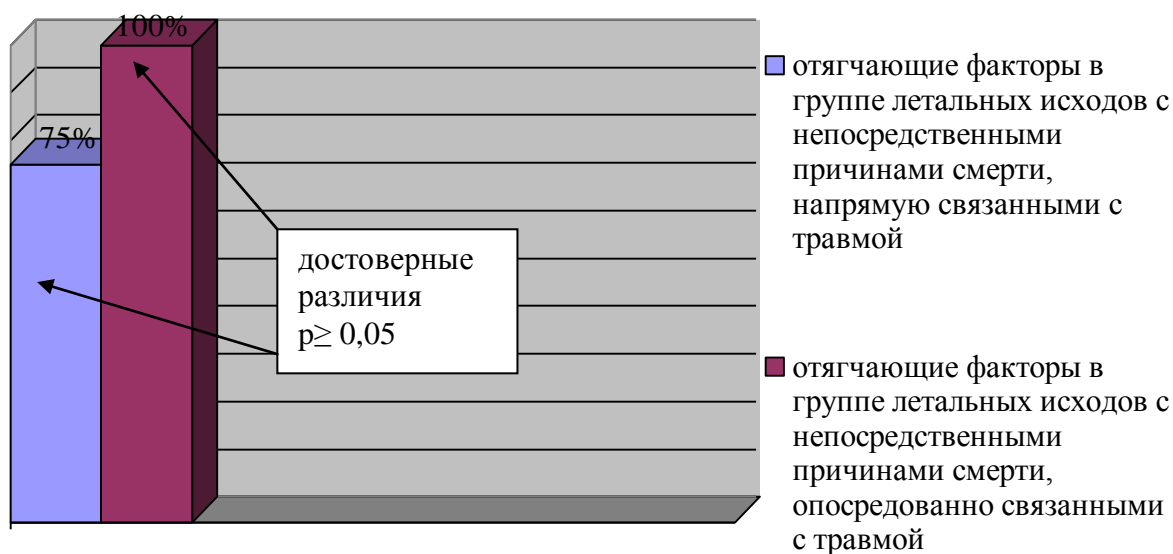 100%
75%
достоверные
различия
p≥ 0,05
отягчающие факторы в
группе летальных исходов с
непосредственными
причинами смерти,
напрямую связанными с
травмой
отягчающие факторы в
группе летальных исходов с
непосредственными
причинами смерти,
опосредованно связанными
с травмой